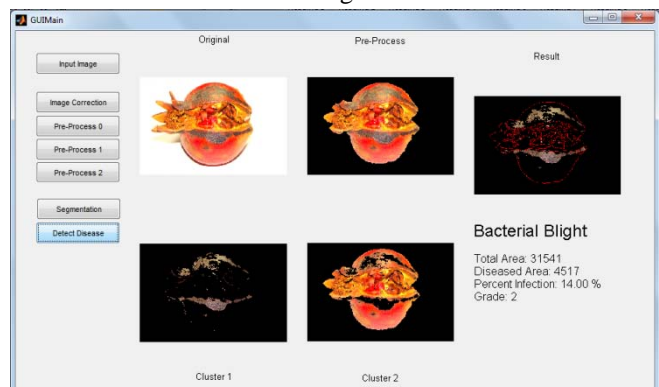 GUIMain
Original
Pre-Process
Result
Input Image
Image Correction
Pre-Process 0
Pre-Process 1
Pre-Process 2
Segmentation
Detect Disease
Bacterial Blight
Total Area: 31541
Diseased Area: 4517
Percent Infection: 14.00 %
Grade: 2
Cluster 1
Cluster 2